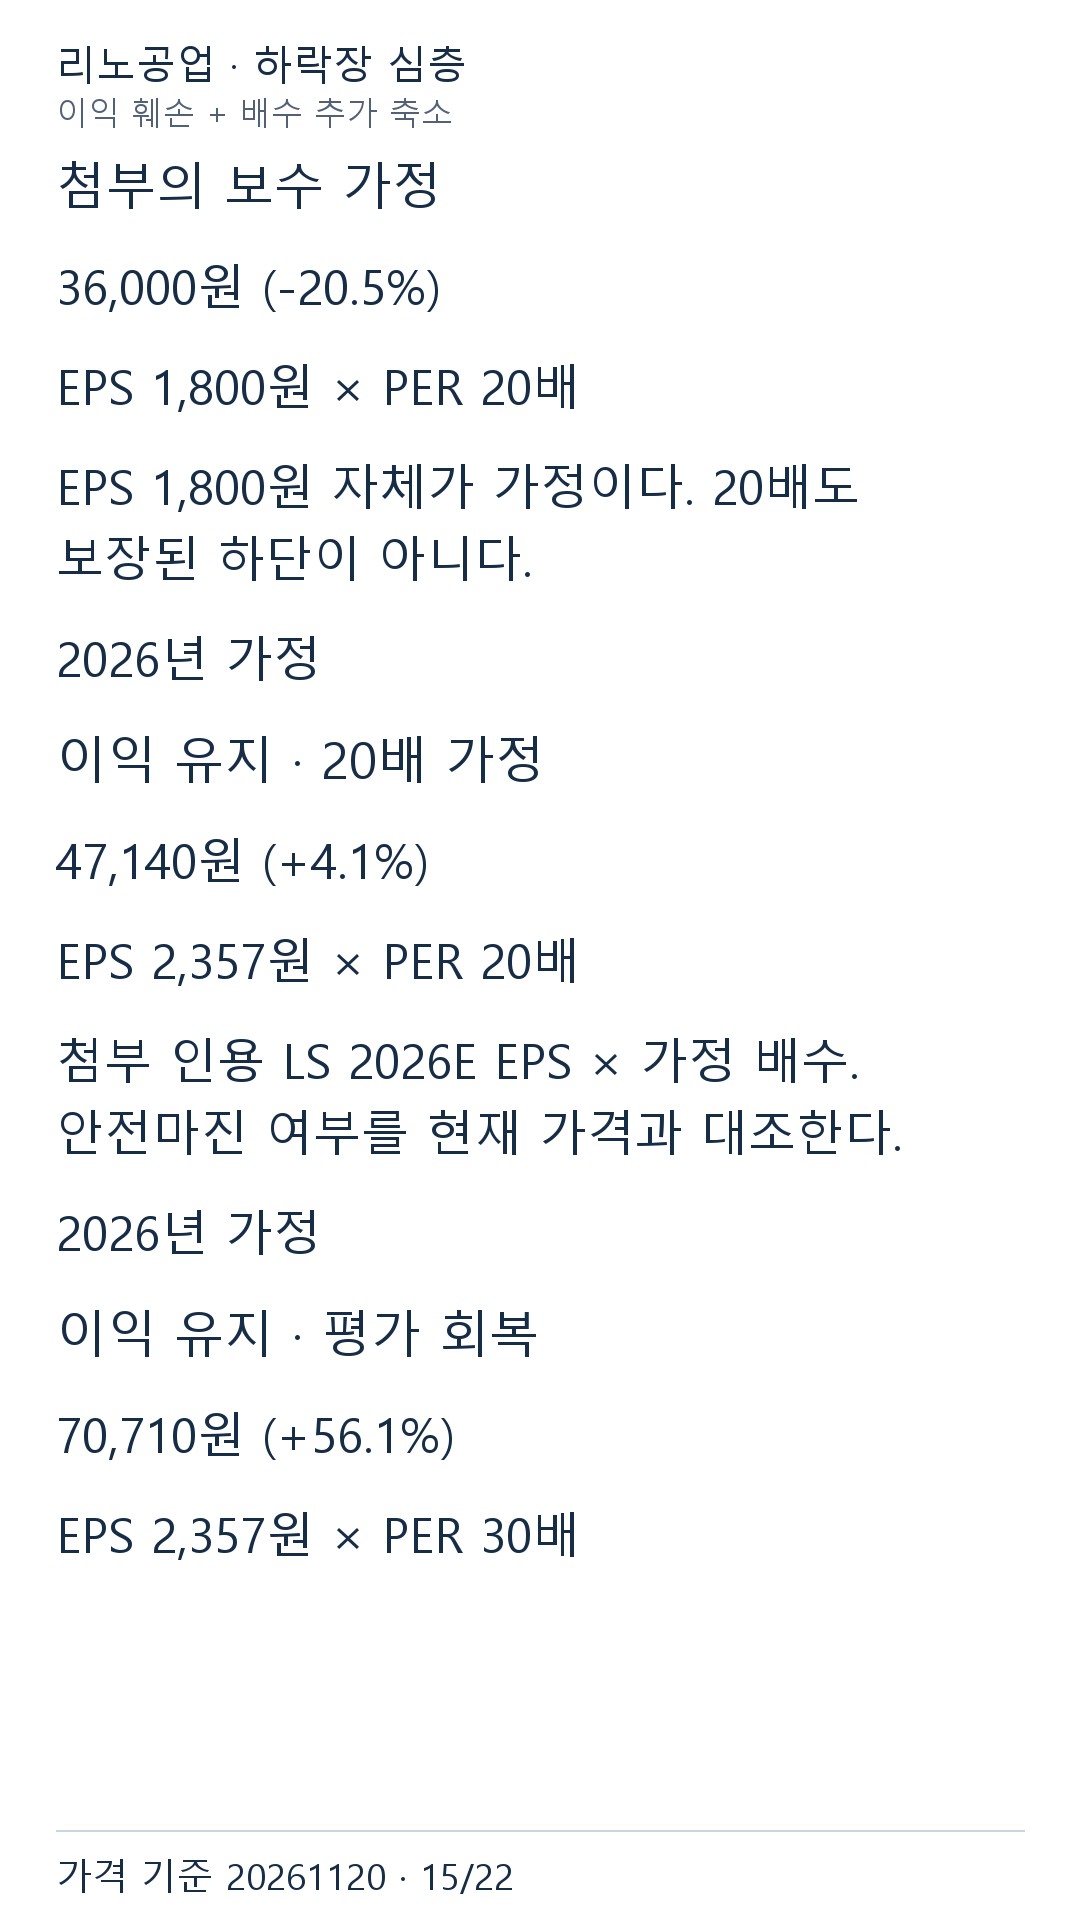 리노공업 · 하락장 심층
이익 훼손 + 배수 추가 축소
첨부의 보수 가정
36,000원 (-20.5%)
EPS 1,800원 × PER 20배
EPS 1,800원 자체가 가정이다. 20배도
보장된 하단이 아니다.
2026년 가정
이익 유지 · 20배 가정
47,140원 (+4.1%)
EPS 2,357원 × PER 20배
첨부 인용 LS 2026E EPS × 가정 배수.
안전마진 여부를 현재 가격과 대조한다.
2026년 가정
이익 유지 · 평가 회복
70,710원 (+56.1%)
EPS 2,357원 × PER 30배
가격 기준 20261120 · 15/22